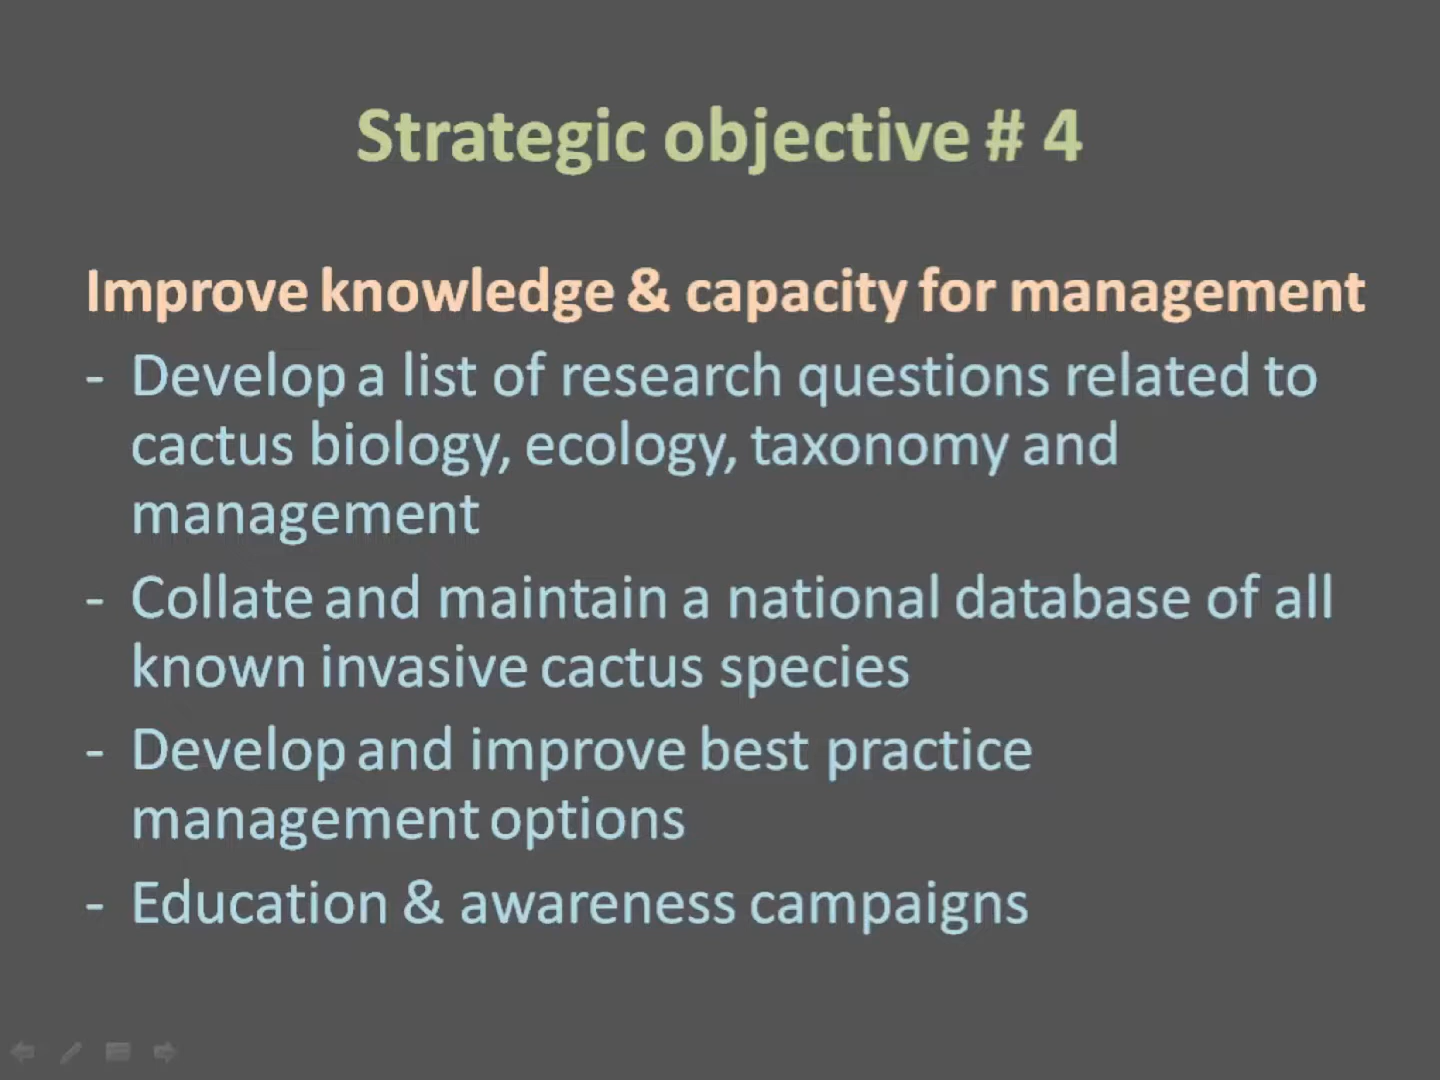 Strategic objective # 4
Improve knowledge & capacity for management
- Develop a list of research questions related to
cactus biology, ecology, taxonomy and
management
- Collate and maintain a national database of all
known invasive cactus species
- Develop and improve best practice
management options
- Education & awareness campaigns